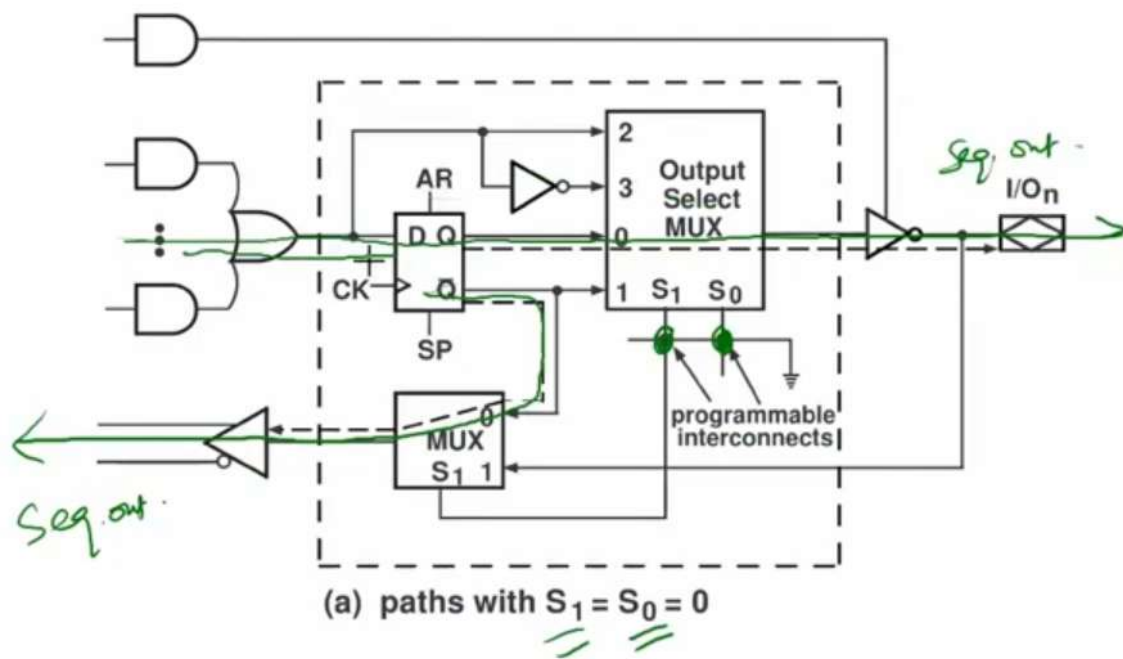 Seq. out.
I/Oₙ
2
Output
Select
MUX
3
AR
D Q
0
CK
Q̅
1
S₁ S₀
SP
programmable
interconnects
0
MUX
S₁ 1
Seq. out.
(a) paths with S₁ = S₀ = 0